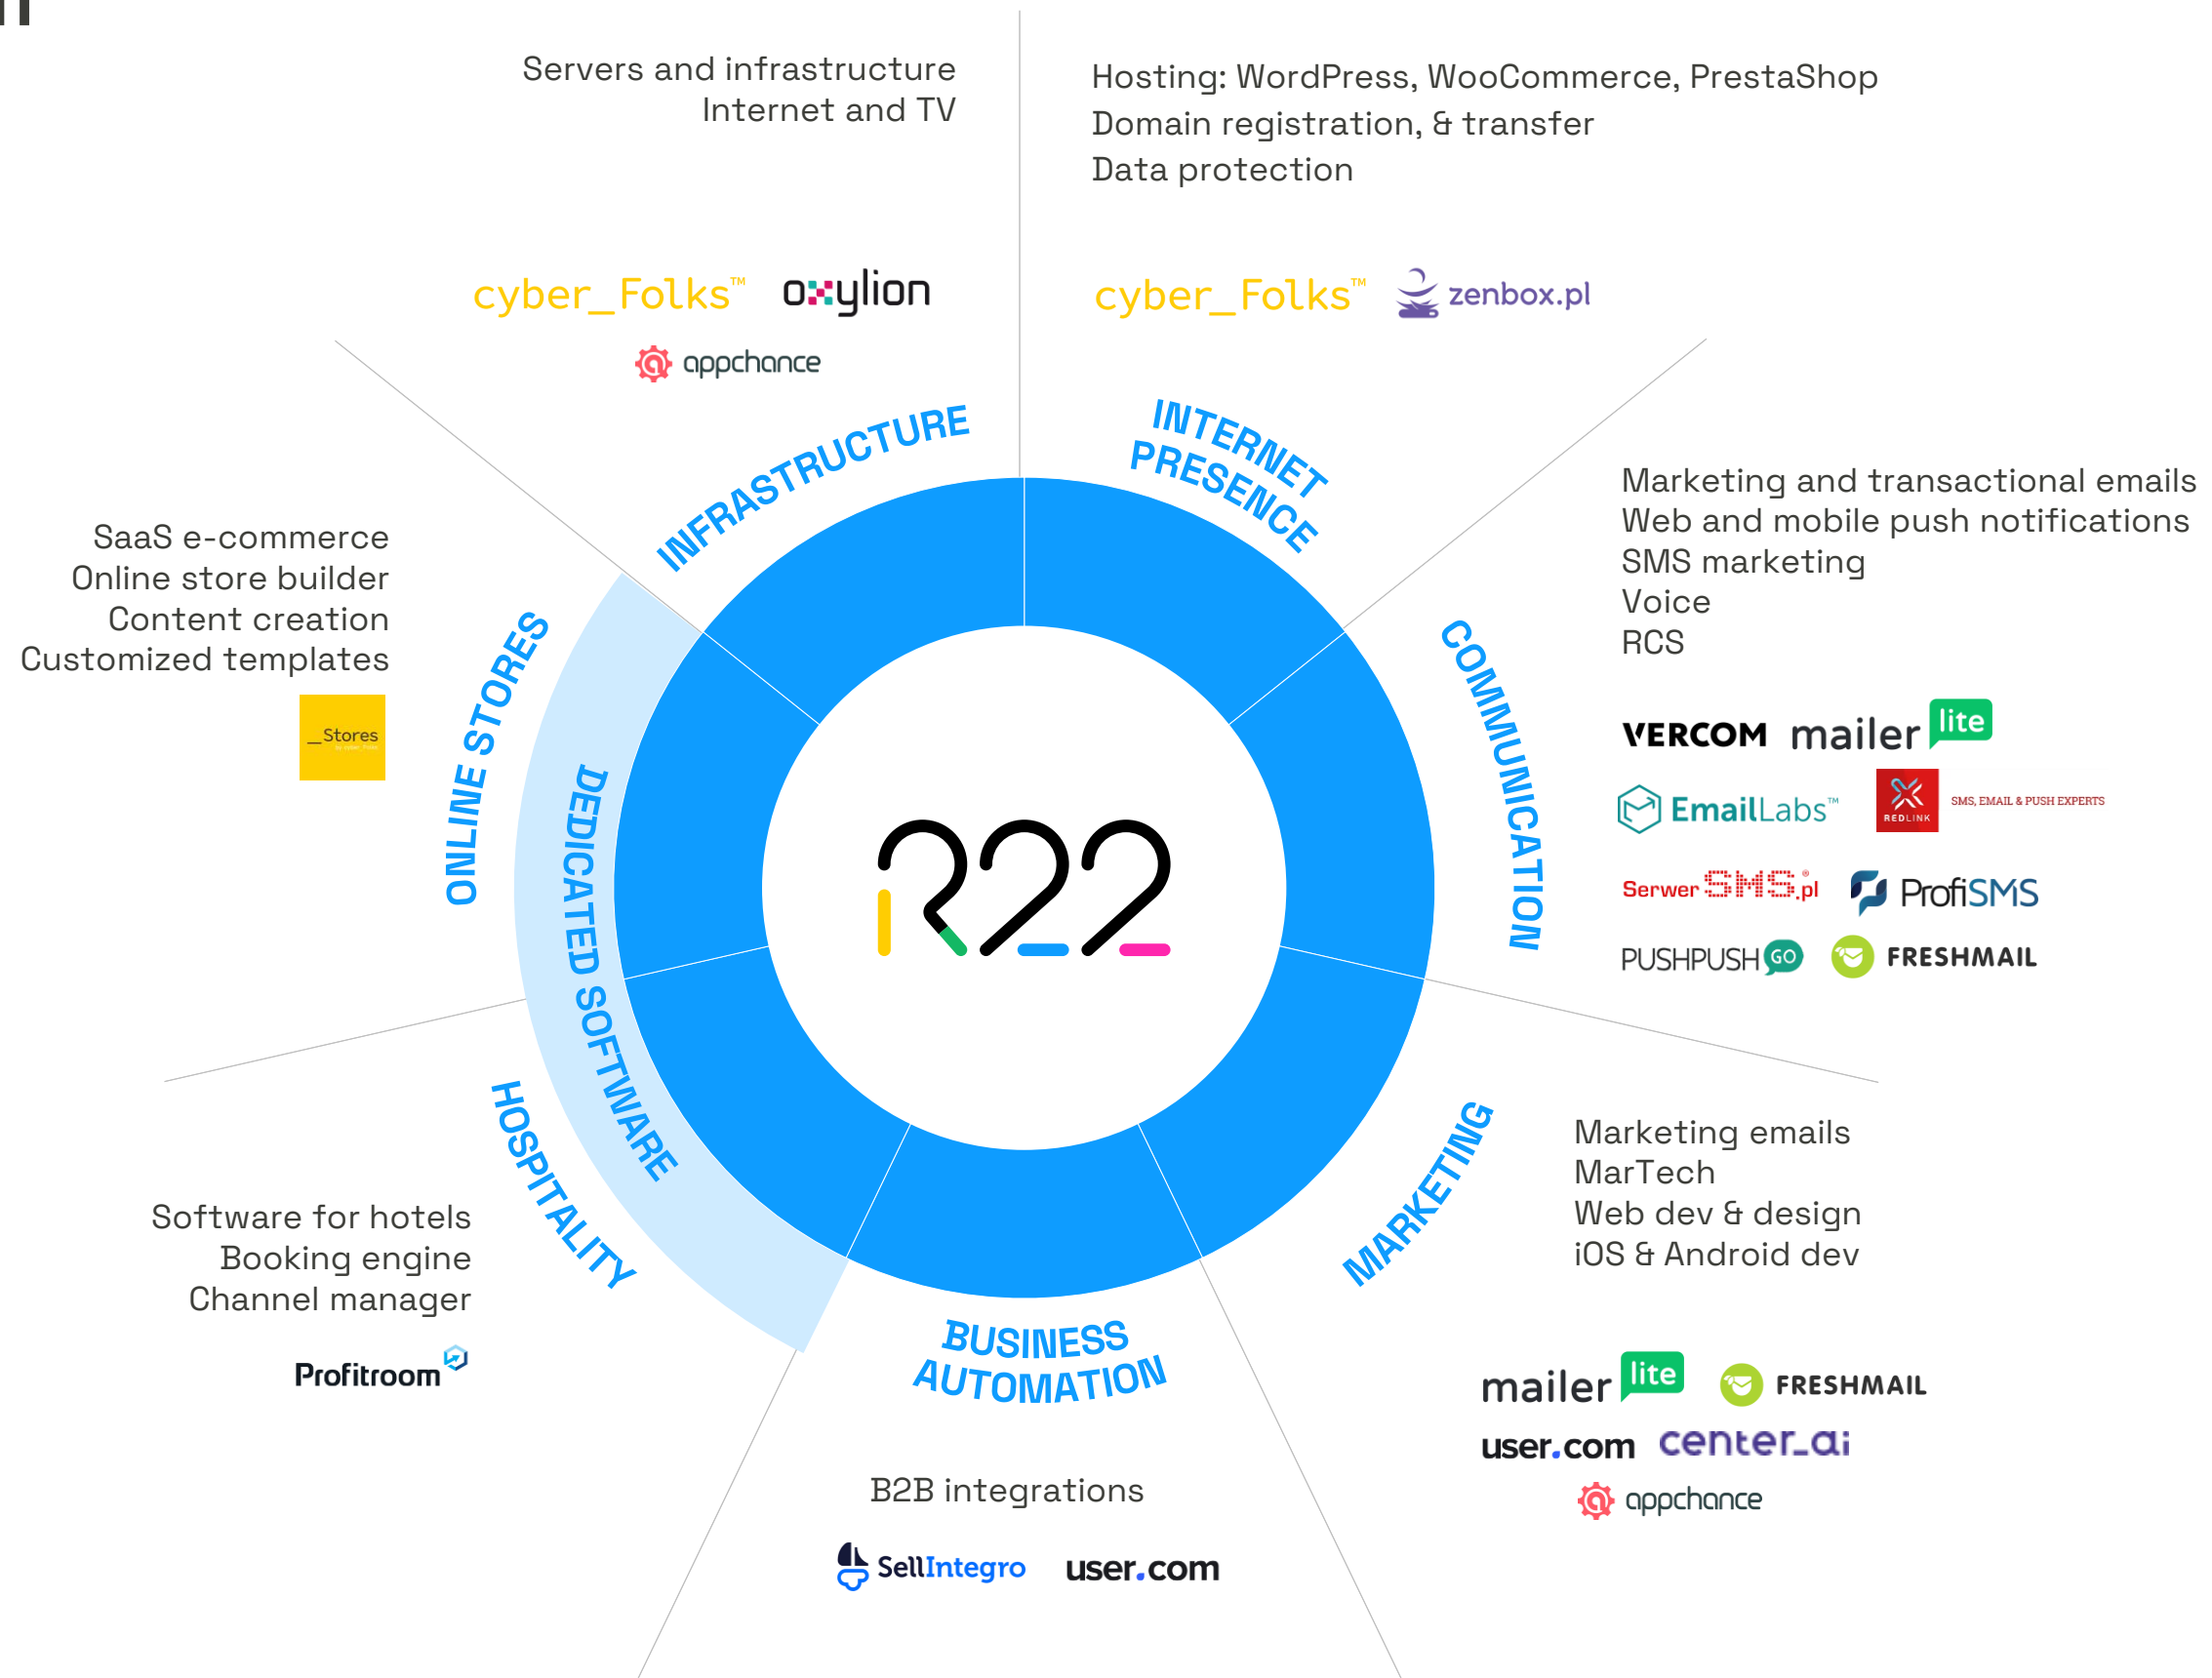 Servers and infrastructure
Internet and TV
cyber_Folks™ oxylion
appchance
INFRASTRUCTURE
Hosting: WordPress, WooCommerce, PrestaShop
Domain registration, & transfer
Data protection
cyber_Folks™ zenbox.pl
INTERNET
PRESENCE
Marketing and transactional emails
Web and mobile push notifications
SMS marketing
Voice
RCS
COMMUNICATION
VERCOM mailer lite
EmailLabs™ REDLINK SMS, EMAIL & PUSH EXPERTS
SerwerSMS.pl® ProfiSMS
PUSHPUSH GO FRESHMAIL
SaaS e-commerce
Online store builder
Content creation
Customized templates
_Stores
by cyber_Folks
ONLINE STORES
DEDICATED SOFTWARE
R22
HOSPITALITY
Software for hotels
Booking engine
Channel manager
Profitroom
MARKETING
Marketing emails
MarTech
Web dev & design
iOS & Android dev
mailer lite FRESHMAIL
user.com center_ai
appchance
BUSINESS
AUTOMATION
B2B integrations
SellIntegro user.com